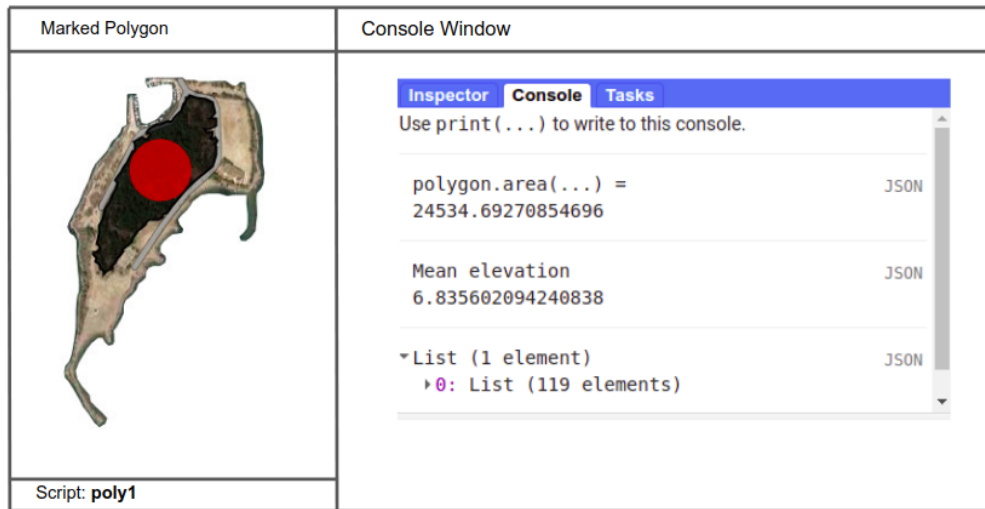 Marked Polygon
Console Window
Inspector Console Tasks
Use print(...) to write to this console.
polygon.area(...) = JSON
24534.69270854696
Mean elevation JSON
6.835602094240838
List (1 element) JSON
0: List (119 elements)
Script: poly1